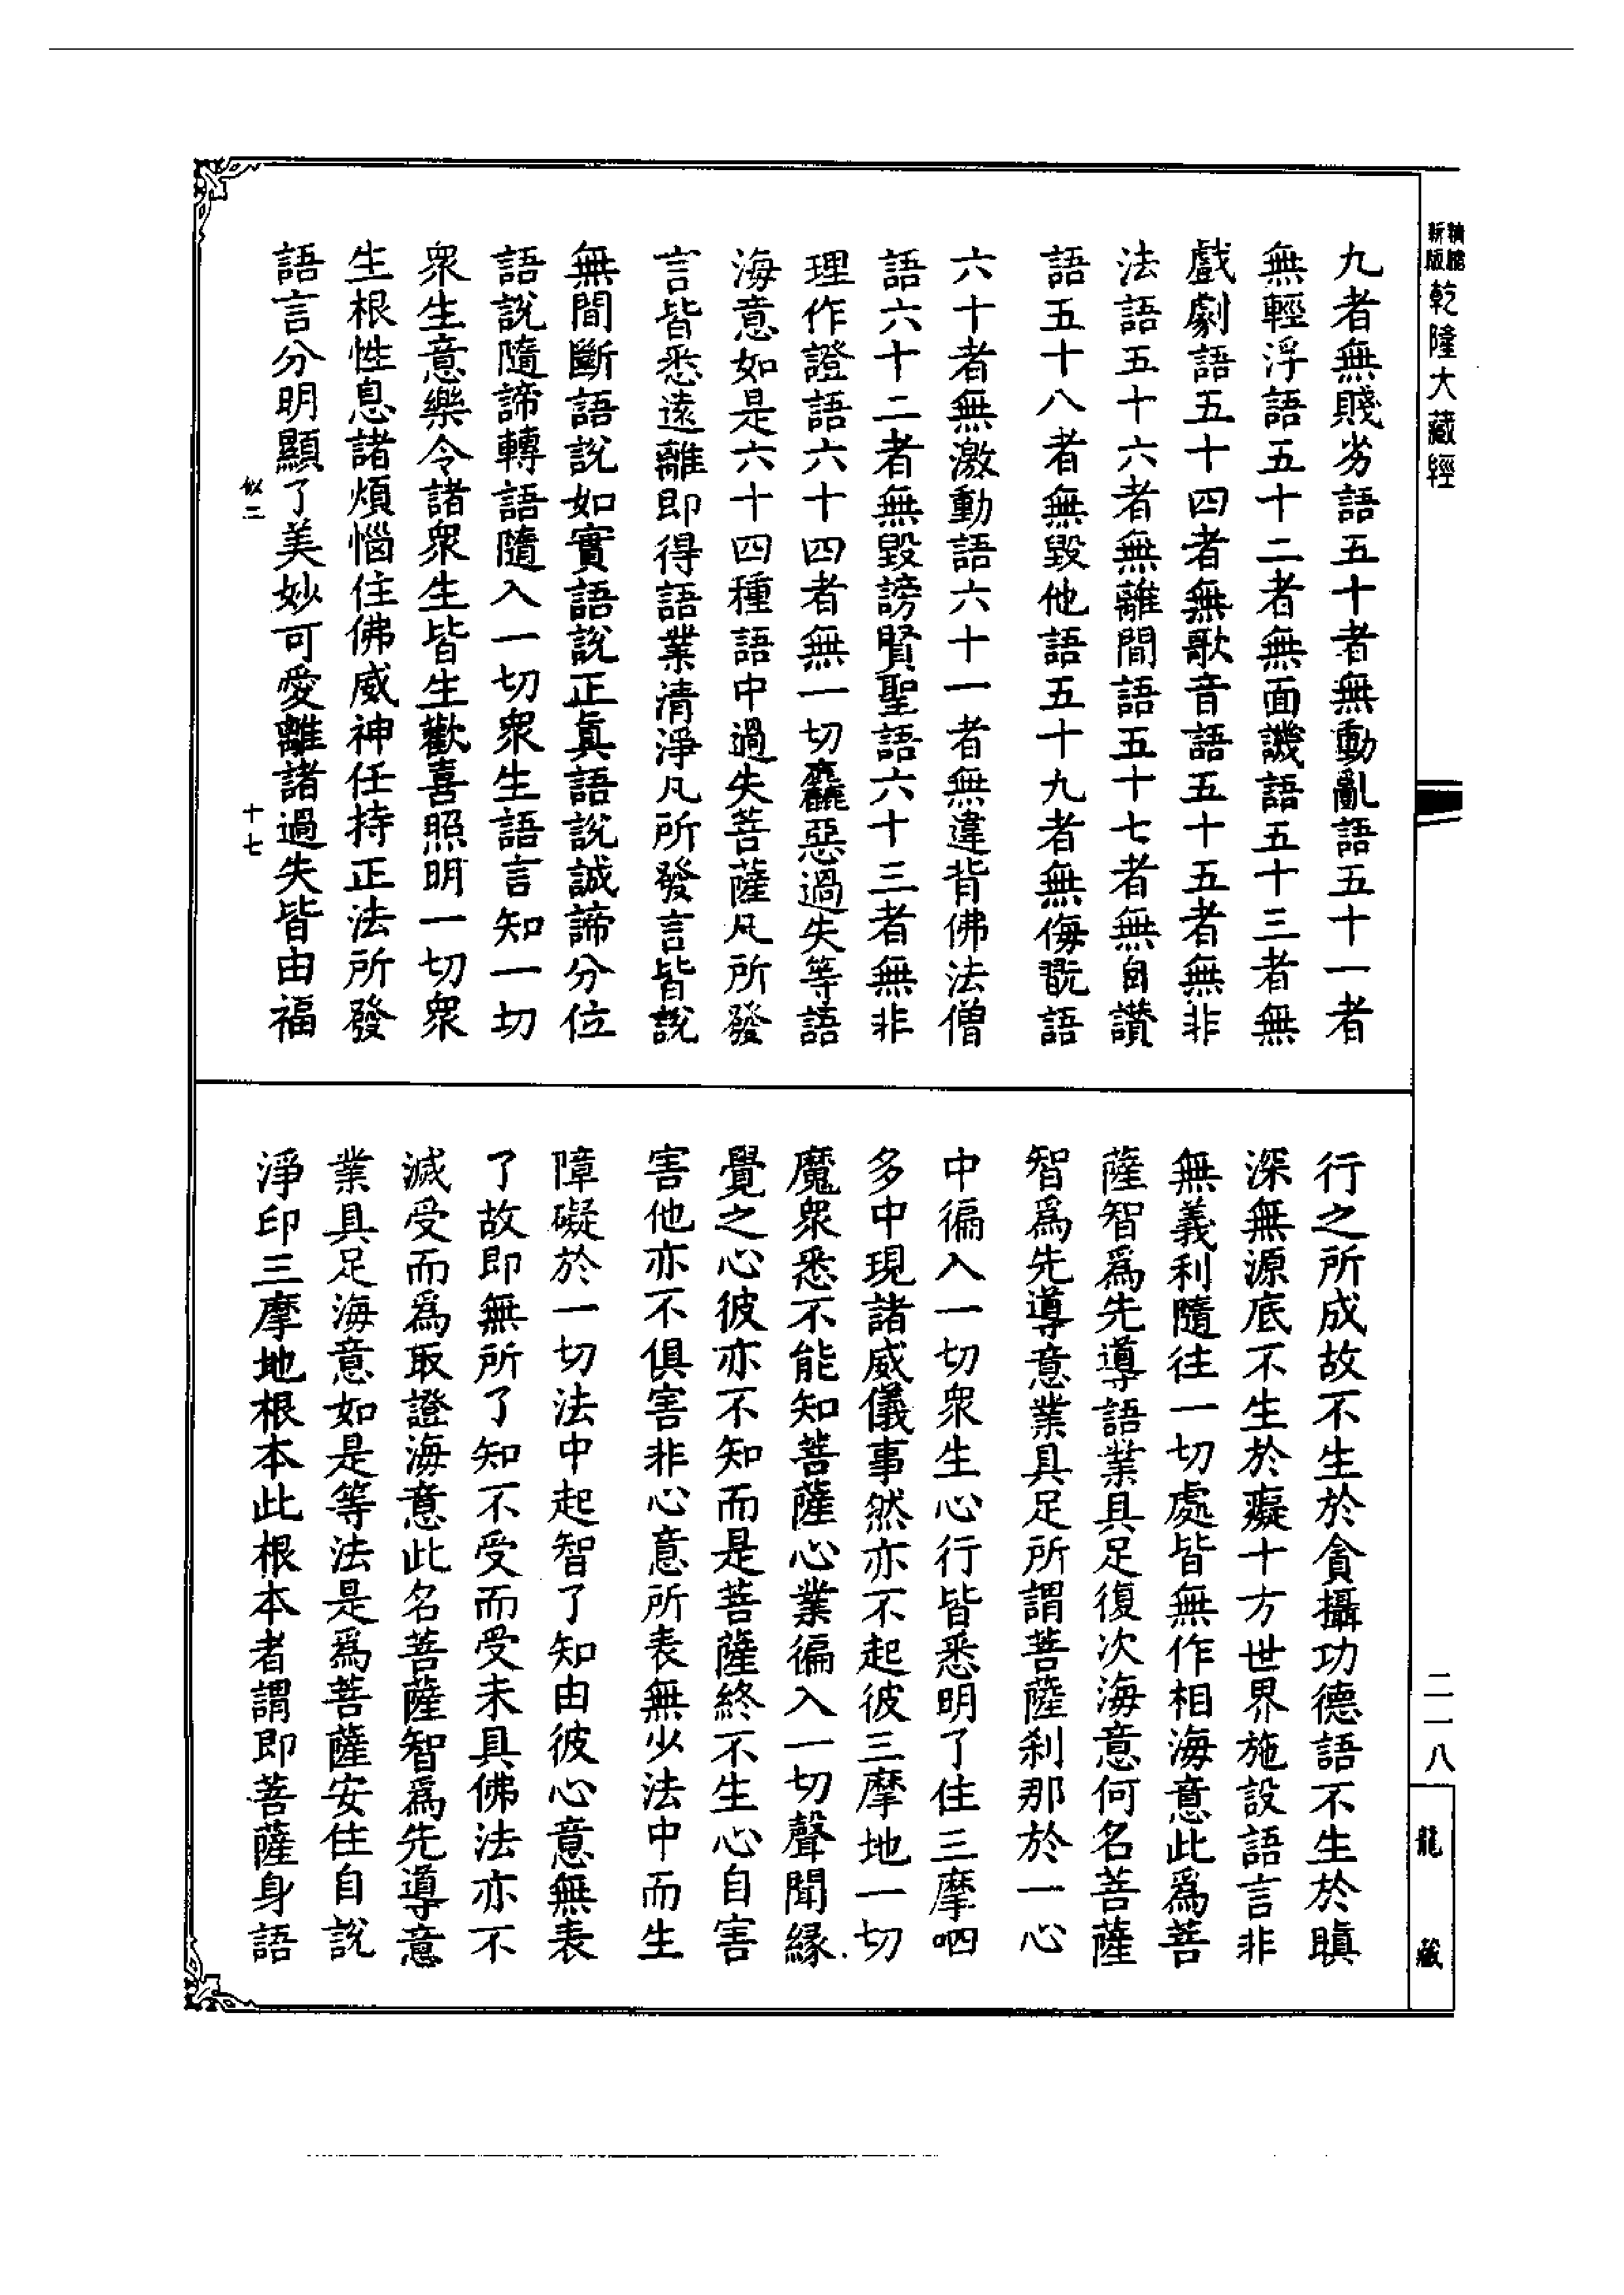 精縮新版乾隆大藏經
九者無賤劣語五十者無動亂語五十一者
無輕浮語五十二者無面譏語五十三者無
戲劇語五十四者無歌音語五十五者無非
法語五十六者無離間語五十七者無自讚
語五十八者無毀他語五十九者無侮翫語
六十者無激動語六十一者無違背佛法僧
語六十二者無毀謗賢聖語六十三者無非
理作證語六十四者無一切麤惡過失等語
海意如是六十四種語中過失菩薩凡所發
言皆悉遠離即得語業清淨凡所發言皆說
無間斷語說如實語說正真語說誠諦分位
語說隨諦轉語隨入一切衆生語言知一切
衆生意樂令諸衆生皆生歡喜照明一切衆
生根性息諸煩惱住佛威神任持正法所發
語言分明顯了美妙可愛離諸過失皆由福
十七
行之所成故不生於貪攝功德語不生於瞋
深無源底不生於癡十方世界施設語言非
無義利隨往一切處皆無作相海意此爲菩
薩智爲先導語業具足復次海意何名菩薩
智爲先導意業具足所謂菩薩剎那於一心
中徧入一切衆生心行皆悉明了住三摩呬
多中現諸威儀事然亦不起彼三摩地一切
魔衆悉不能知菩薩心業徧入一切聲聞緣
覺之心彼亦不知而是菩薩終不生心自害
害他亦不俱害非心意所表無少法中而生
障礙於一切法中起智了知由彼心意無表
了故即無所了知不受而受未具佛法亦不
滅受而爲取證海意此名菩薩智爲先導意
業具足海意如是等法是爲菩薩安住自說
淨印三摩地根本此根本者謂即菩薩身語
二一八
龍藏